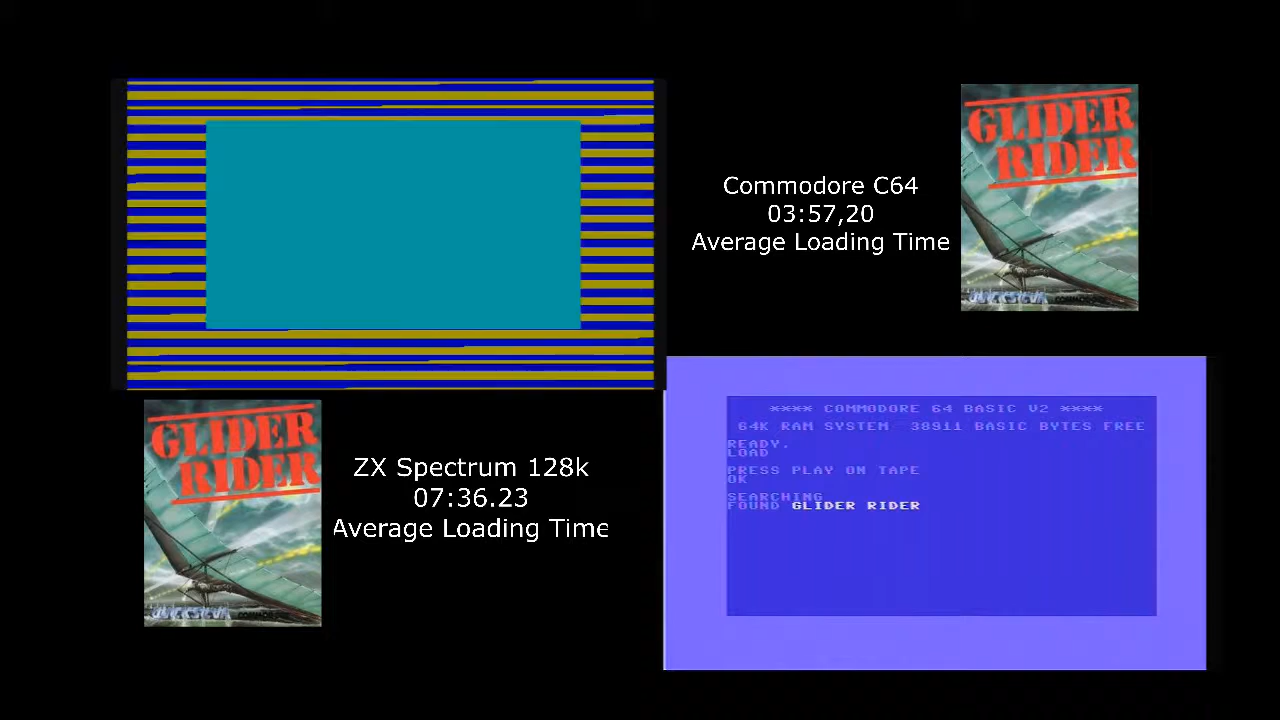 GLIDER
RIDER
Commodore C64
03:57,20
Average Loading Time
GLIDER
RIDER
ZX Spectrum 128k
07:36.23
Average Loading Time
**** COMMODORE 64 BASIC V2 ****
64K RAM SYSTEM 38911 BASIC BYTES FREE
READY.
LOAD
PRESS PLAY ON TAPE
OK
SEARCHING
FOUND GLIDER RIDER